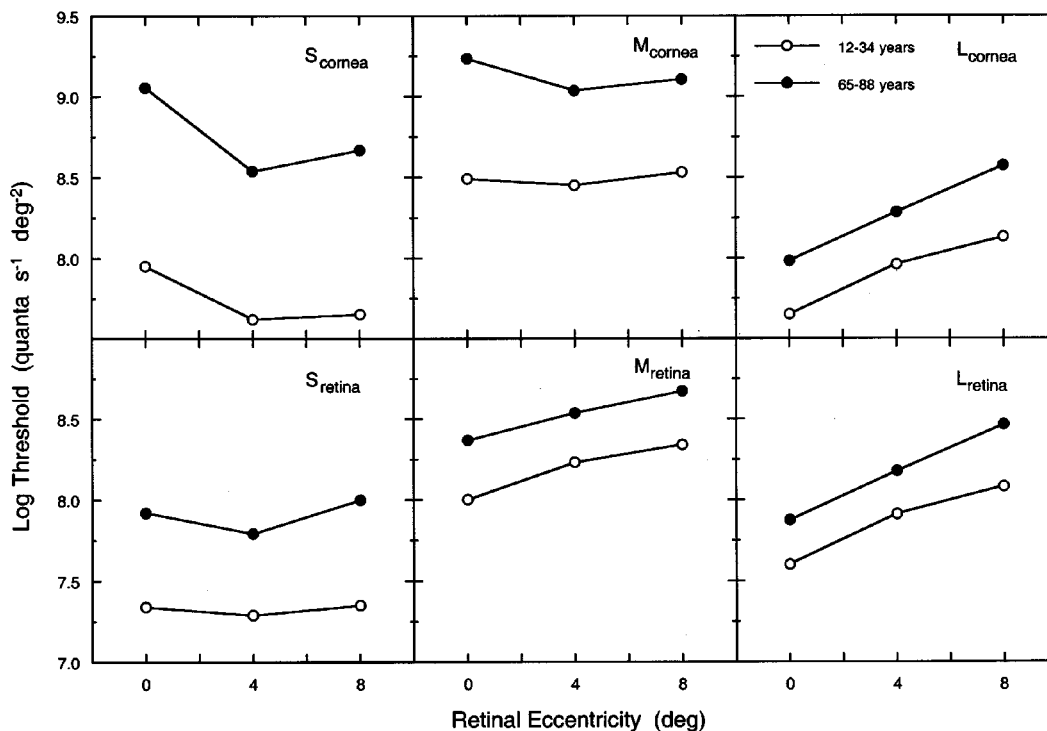 Log Threshold (quanta s⁻¹ deg⁻²)
9.5
9.0
8.5
8.0
S cornea
M cornea
L cornea
12-34 years
65-88 years
8.5
8.0
7.5
7.0
S retina
M retina
L retina
0 4 8 0 4 8 0 4 8
Retinal Eccentricity (deg)